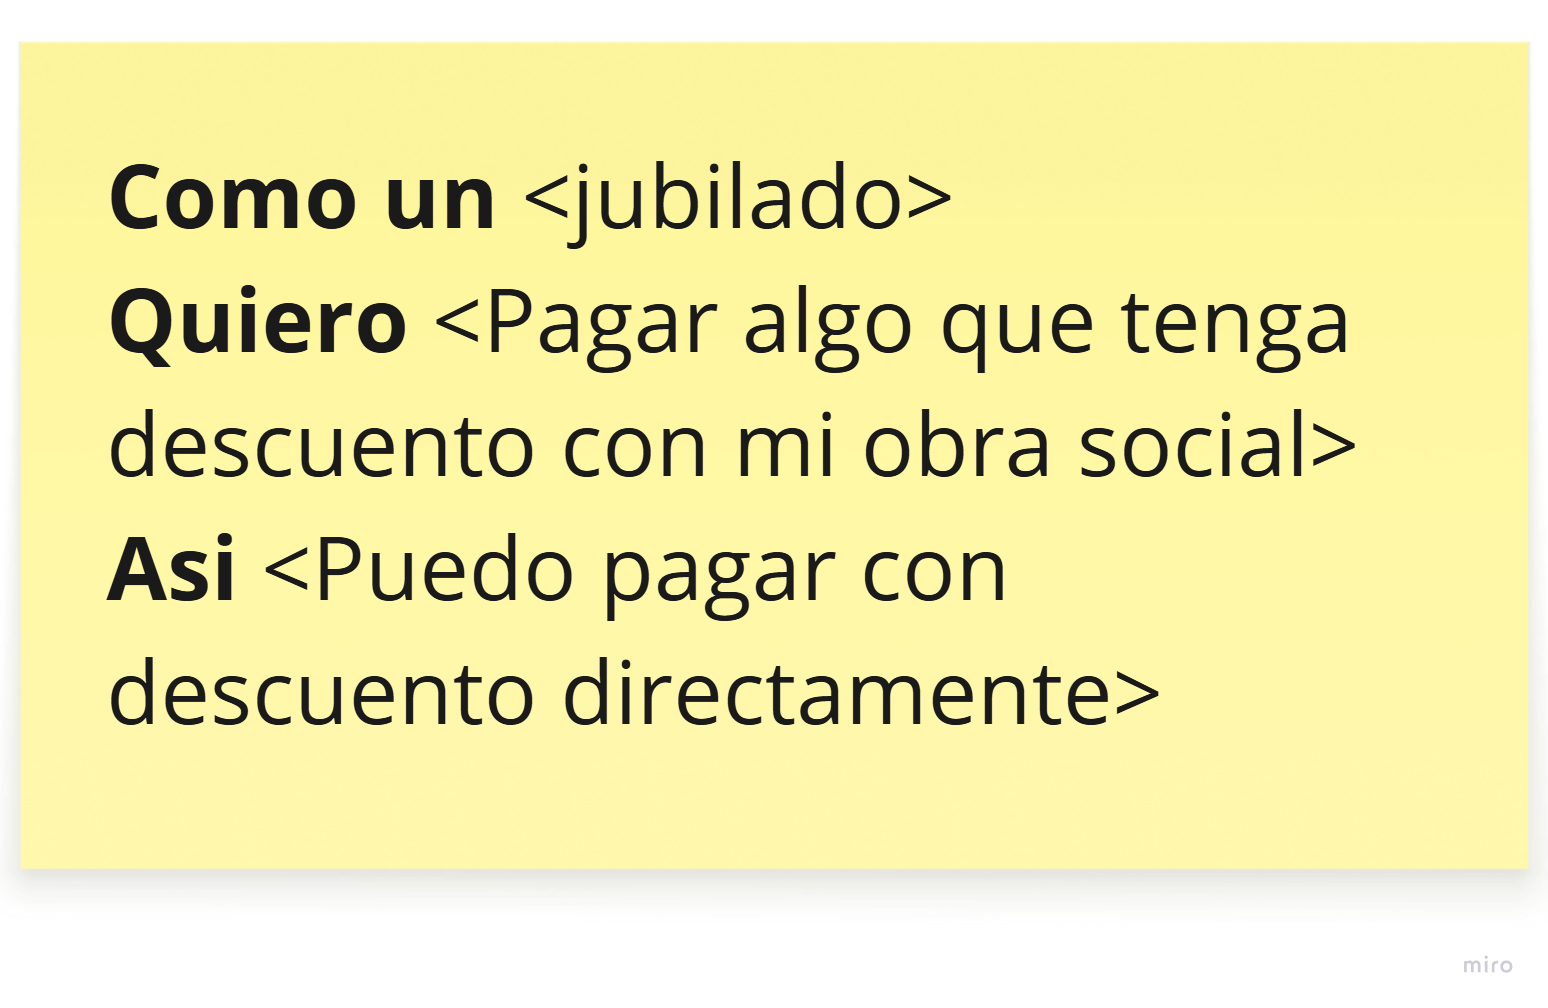 Como un <jubilado>
Quiero <Pagar algo que tenga
descuento con mi obra social>
Asi <Puedo pagar con
descuento directamente>
miro